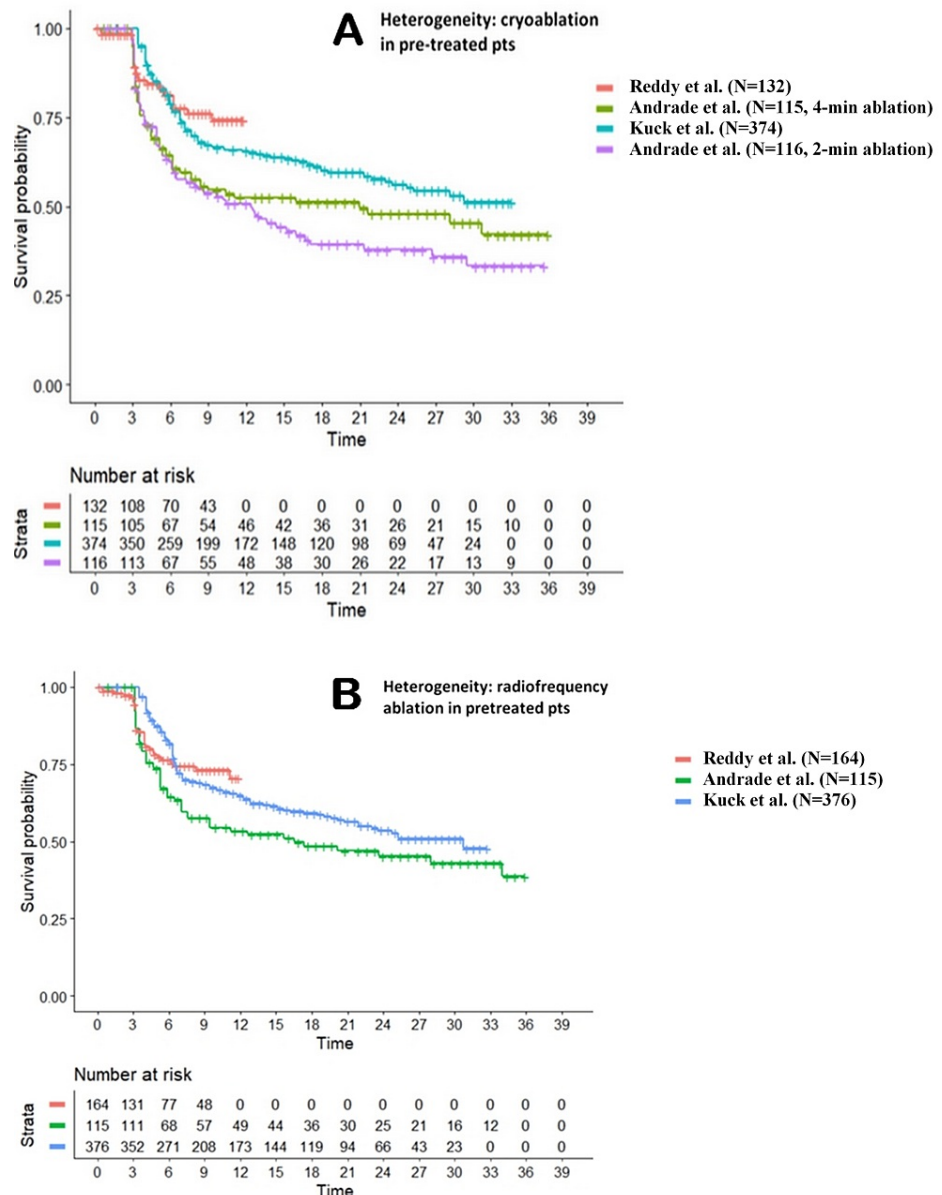 A
Heterogeneity: cryoablation
in pre-treated pts
Reddy et al. (N=132)
Andrade et al. (N=115, 4-min ablation)
Kuck et al. (N=374)
Andrade et al. (N=116, 2-min ablation)
Survival probability
1.00
0.75
0.50
0.25
0.00
0 3 6 9 12 15 18 21 24 27 30 33 36 39
Time
Number at risk
Strata
132 108 70 43 0 0 0 0 0 0 0 0 0 0
115 105 67 54 46 42 36 31 26 21 15 10 0 0
374 350 259 199 172 148 120 98 69 47 24 0 0 0
116 113 67 55 48 38 30 26 22 17 13 9 0 0
0 3 6 9 12 15 18 21 24 27 30 33 36 39
Time
B
Heterogeneity: radiofrequency
ablation in pretreated pts
Reddy et al. (N=164)
Andrade et al. (N=115)
Kuck et al. (N=376)
Survival probability
1.00
0.75
0.50
0.25
0.00
0 3 6 9 12 15 18 21 24 27 30 33 36 39
Time
Number at risk
Strata
164 131 77 48 0 0 0 0 0 0 0 0 0 0
115 111 68 57 49 44 36 30 25 21 16 12 0 0
376 352 271 208 173 144 119 94 66 43 23 0 0 0
0 3 6 9 12 15 18 21 24 27 30 33 36 39
Time